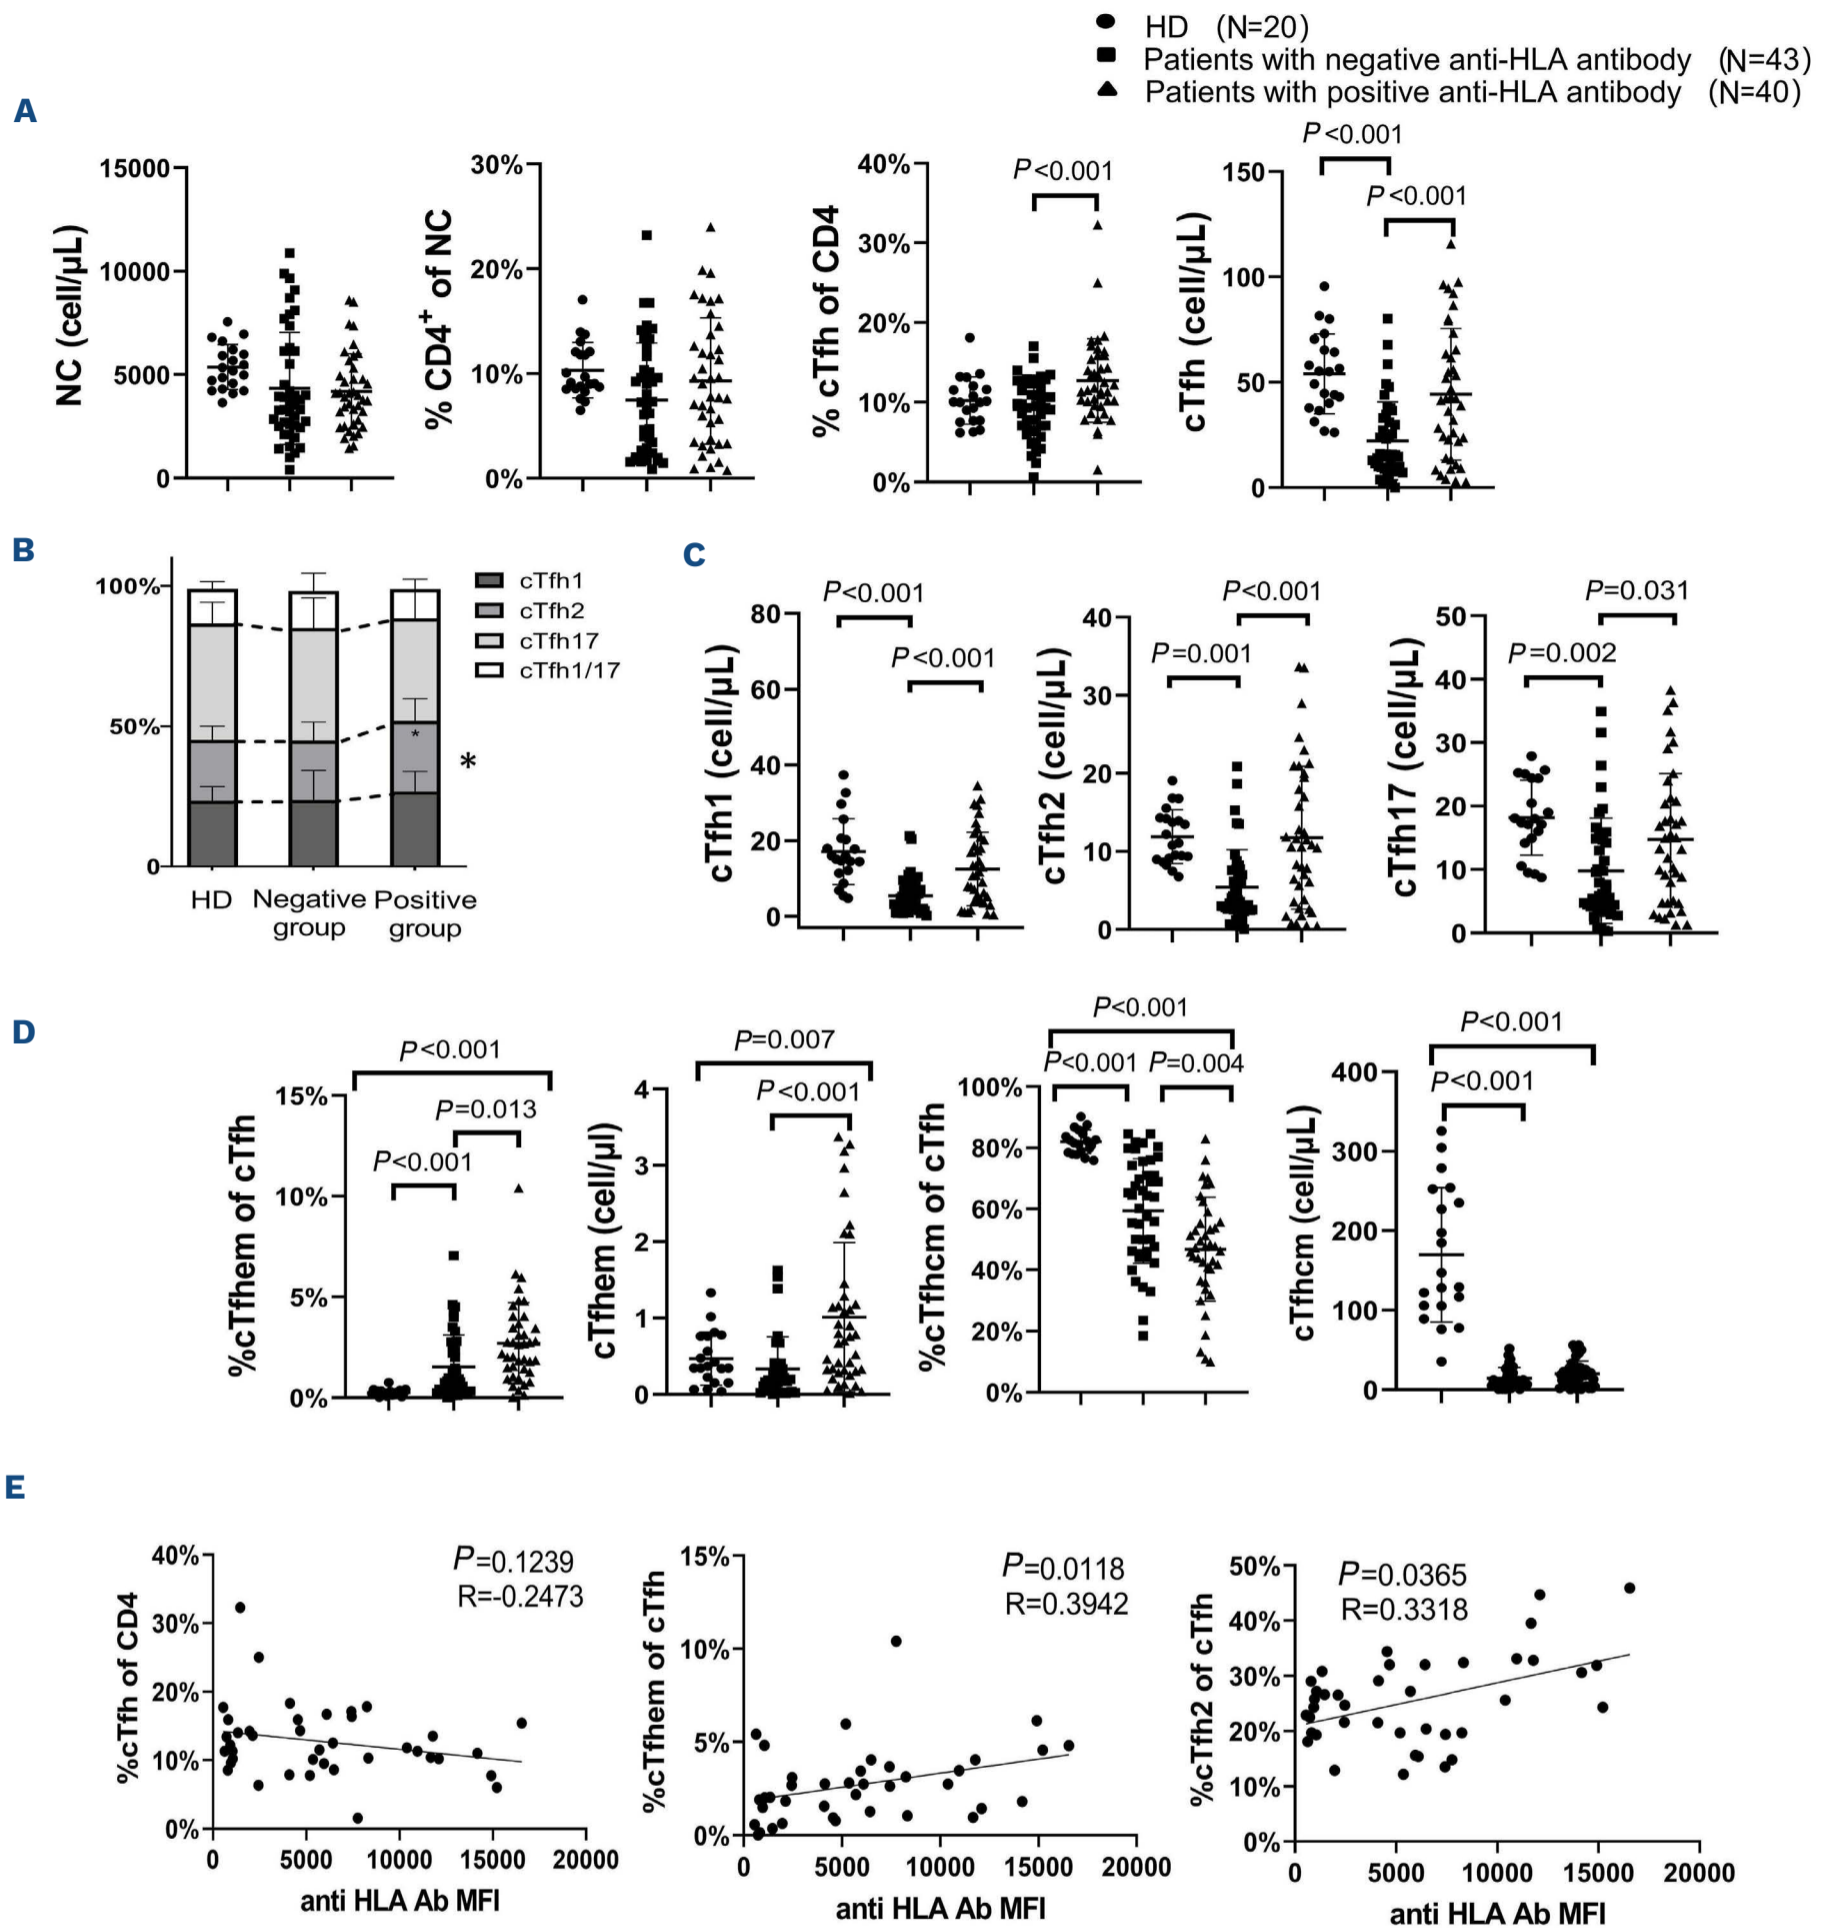 HD (N=20)
Patients with negative anti-HLA antibody (N=43)
Patients with positive anti-HLA antibody (N=40)
A
NC (cell/µL)
15000
10000
5000
0
% CD4+ of NC
30%
20%
10%
0%
% cTfh of CD4
40%
30%
20%
10%
0%
P<0.001
cTfh (cell/µL)
150
100
50
0
P<0.001
P<0.001
B
100%
50%
0
HD
Negative group
Positive group
*
*
cTfh1
cTfh2
cTfh17
cTfh1/17
C
cTfh1 (cell/µL)
80
60
40
20
0
P<0.001
P<0.001
cTfh2 (cell/µL)
40
30
20
10
0
P<0.001
P=0.001
cTfh17 (cell/µL)
50
40
30
20
10
0
P=0.031
P=0.002
D
%cTfhem of cTfh
15%
10%
5%
0%
P<0.001
P=0.013
P<0.001
cTfhem (cell/µl)
4
3
2
1
0
P=0.007
P<0.001
%cTfhcm of cTfh
100%
80%
60%
40%
20%
0%
P<0.001
P<0.001 P=0.004
cTfhcm (cell/µL)
400
300
200
100
0
P<0.001
P<0.001
E
%cTfh of CD4
40%
30%
20%
10%
0%
P=0.1239
R=-0.2473
0 5000 10000 15000 20000
anti HLA Ab MFI
%cTfhem of cTfh
15%
10%
5%
0%
P=0.0118
R=0.3942
0 5000 10000 15000 20000
anti HLA Ab MFI
%cTfh2 of cTfh
50%
40%
30%
20%
10%
0%
P=0.0365
R=0.3318
0 5000 10000 15000 20000
anti HLA Ab MFI